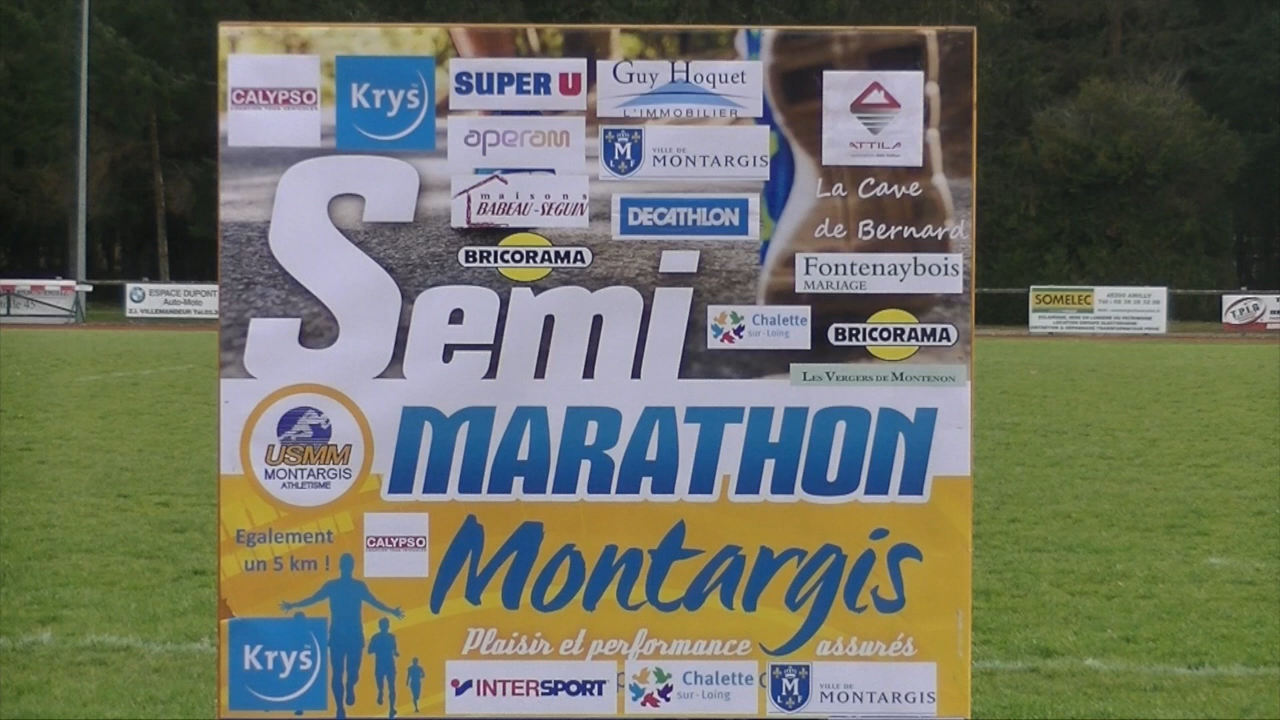 CALYPSO
Krys
SUPER U
aperam
maisons
BABEAU-SEGUIN
BRICORAMA
Guy Hoquet
L'IMMOBILIER
VILLE DE
MONTARGIS
M
L F
DECATHLON
ATTILA
La Cave
de Bernard
Fontenaybois
MARIAGE
Chalette
sur-Loing
BRICORAMA
LES VERGERS DE MONTENON
Semi
MARATHON
USMM
MONTARGIS
ATHLETISME
Egalement
un 5 km !
CALYPSO
Montargis
Plaisir et performance assurés
Krys
INTERSPORT
Chalette
sur-Loing
M
L F
VILLE DE
MONTARGIS
ESPACE DUPONT
Auto-Moto
Z.I. VILLEMANDEUR
SOMELEC
45200 AMILLY
T.P.L.G